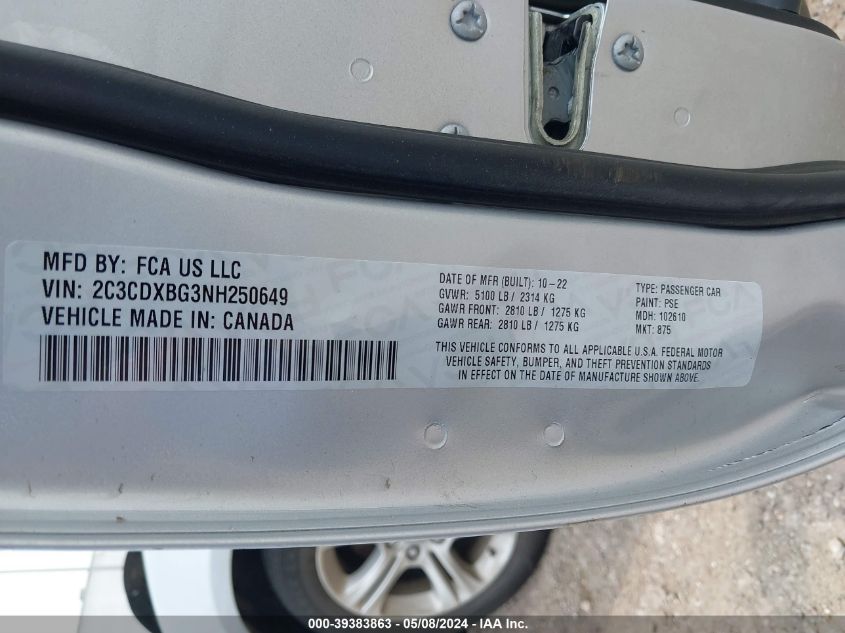 MFD BY: FCA US LLC
VIN: 2C3CDXBG3NH250649
VEHICLE MADE IN: CANADA
DATE OF MFR (BUILT): 10-22
GVWR: 5100 LB / 2314 KG
GAWR FRONT: 2810 LB / 1275 KG
GAWR REAR: 2810 LB / 1275 KG
TYPE: PASSENGER CAR
PAINT: PSE
MDH: 102610
MKT: 875
THIS VEHICLE CONFORMS TO ALL APPLICABLE U.S.A. FEDERAL MOTOR
VEHICLE SAFETY, BUMPER, AND THEFT PREVENTION STANDARDS
IN EFFECT ON THE DATE OF MANUFACTURE SHOWN ABOVE.
000-39383863 - 05/08/2024 - IAA Inc.